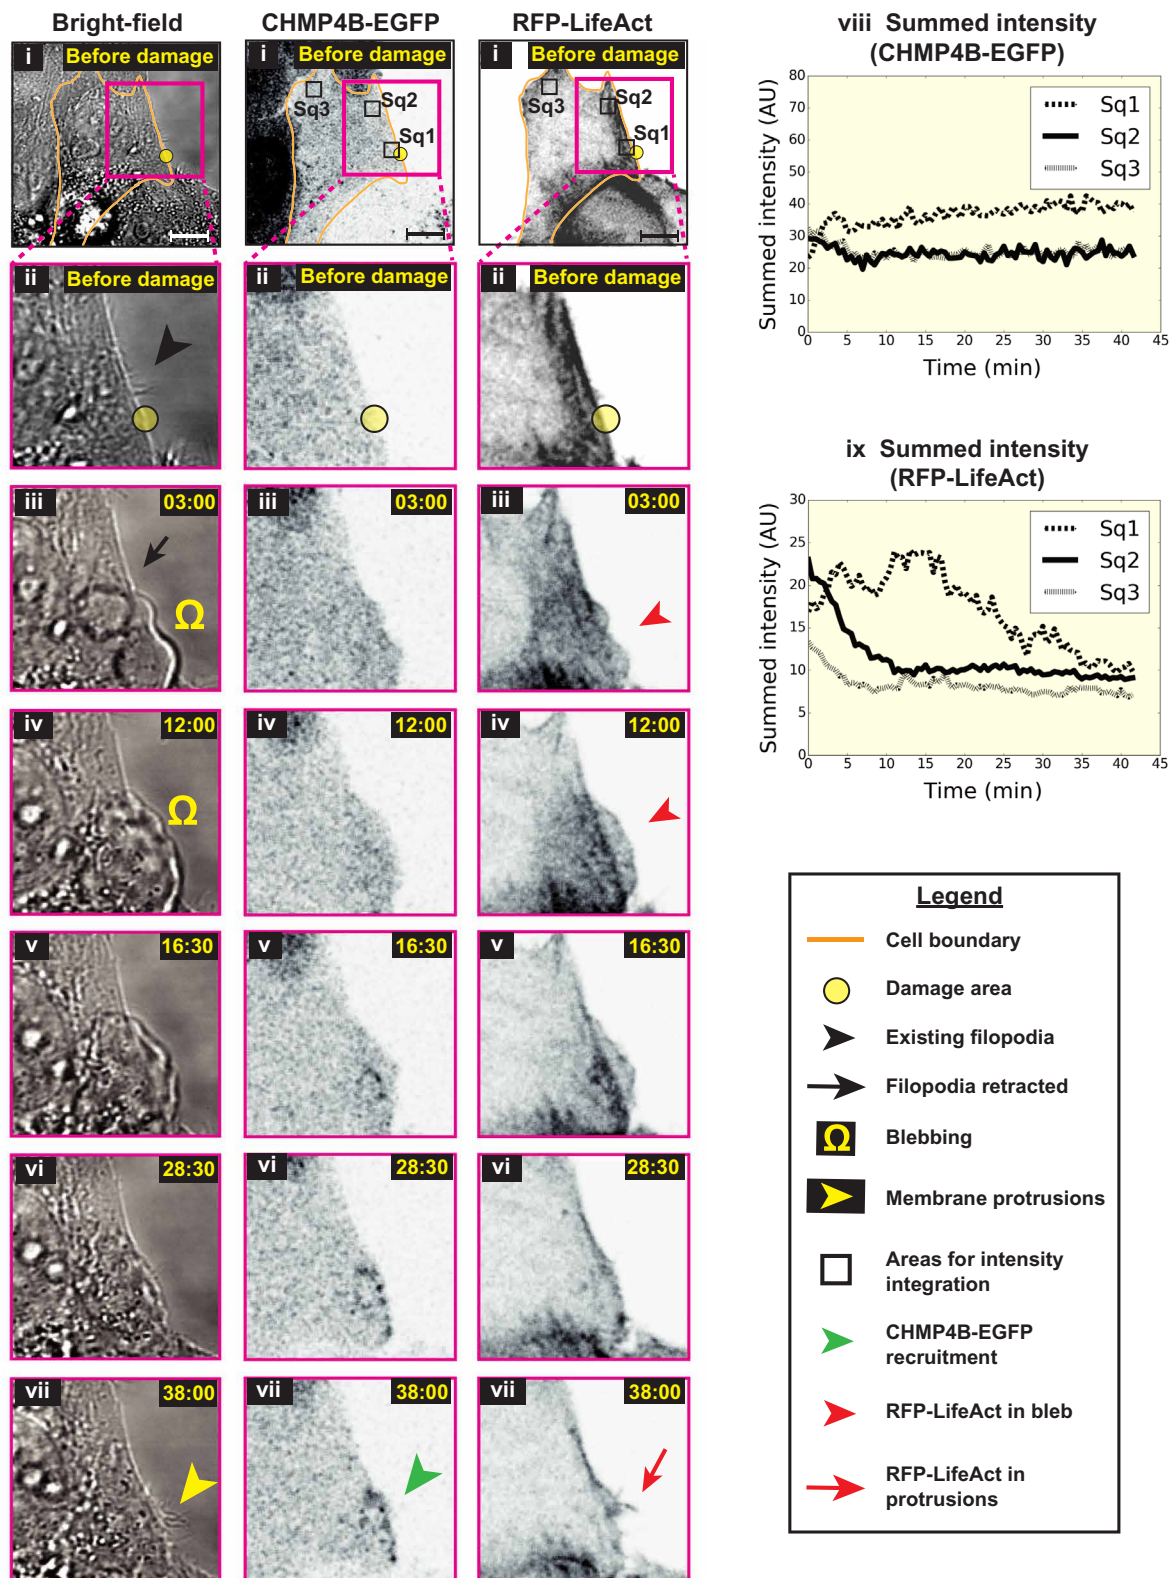 Bright-field
CHMP4B-EGFP
RFP-LifeAct
i Before damage
i Before damage
Sq3
Sq2
Sq1
i Before damage
Sq3
Sq2
Sq1
ii Before damage
ii Before damage
ii Before damage
iii 03:00
Ω
iii 03:00
iii 03:00
iv 12:00
Ω
iv 12:00
iv 12:00
v 16:30
v 16:30
v 16:30
vi 28:30
vi 28:30
vi 28:30
vii 38:00
vii 38:00
vii 38:00
viii Summed intensity
(CHMP4B-EGFP)
Summed intensity (AU)
80
70
60
50
40
30
20
10
0
0 5 10 15 20 25 30 35 40 45
Time (min)
Sq1
Sq2
Sq3
ix Summed intensity
(RFP-LifeAct)
Summed intensity (AU)
30
25
20
15
10
5
0
0 5 10 15 20 25 30 35 40 45
Time (min)
Sq1
Sq2
Sq3
Legend
Cell boundary
Damage area
Existing filopodia
Filopodia retracted
Ω Blebbing
Membrane protrusions
Areas for intensity
integration
CHMP4B-EGFP
recruitment
RFP-LifeAct in bleb
RFP-LifeAct in
protrusions